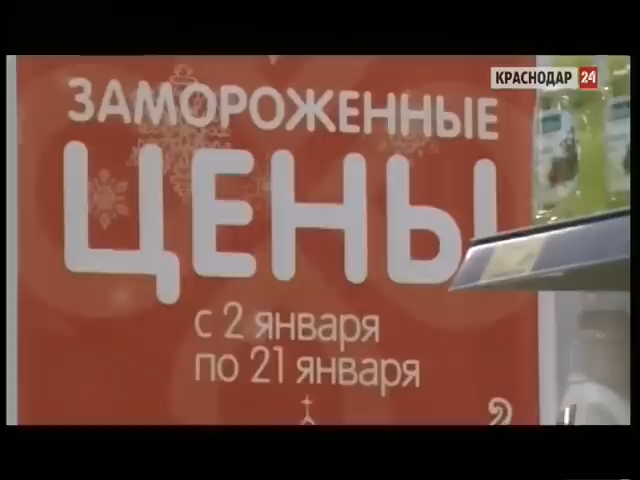 КРАСНОДАР 24
ЗАМОРОЖЕННЫЕ
ЦЕНЫ
с 2 января
по 21 января